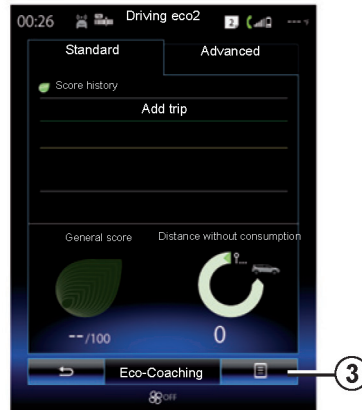 00:26 Driving eco2 2 --- °F
Standard Advanced
Score history
Add trip
General score Distance without consumption
--/100 0
Eco-Coaching
3
OFF